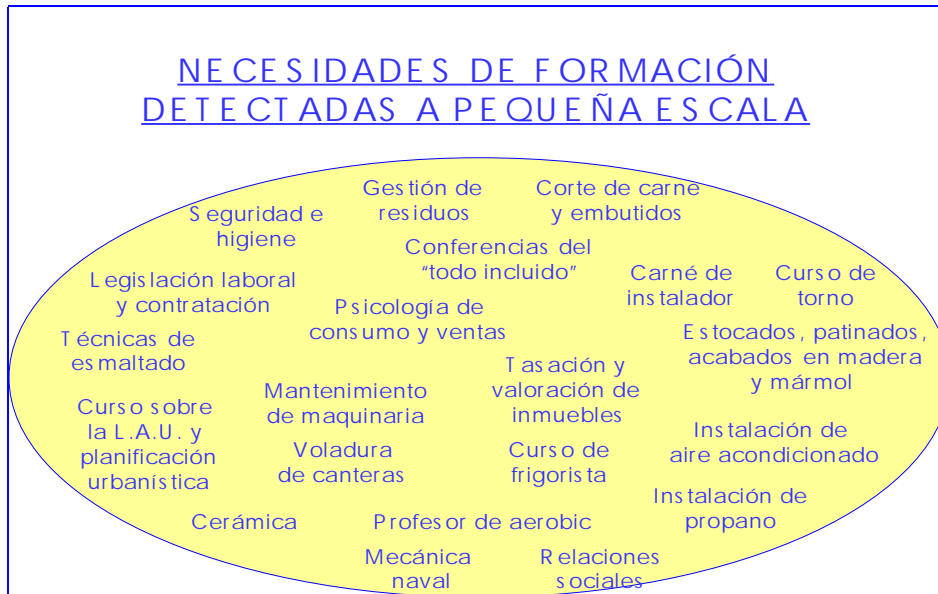 NECESIDADES DE FORMACIÓN
DETECTADAS A PEQUEÑA ESCALA
Gestión de
residuos
Corte de carne
y embutidos
Seguridad e
higiene
Conferencias del
“todo incluido”
Legislación laboral
y contratación
Carné de
instalador
Curso de
torno
Psicología de
consumo y ventas
Técnicas de
esmaltado
Estocados, patinados,
acabados en madera
y mármol
Tasación y
valoración de
inmuebles
Mantenimiento
de maquinaria
Curso sobre
la L.A.U. y
planificación
urbanística
Voladura
de canteras
Curso de
frigorista
Instalación de
aire acondicionado
Instalación de
propano
Cerámica
Profesor de aerobic
Mecánica
naval
Relaciones
sociales